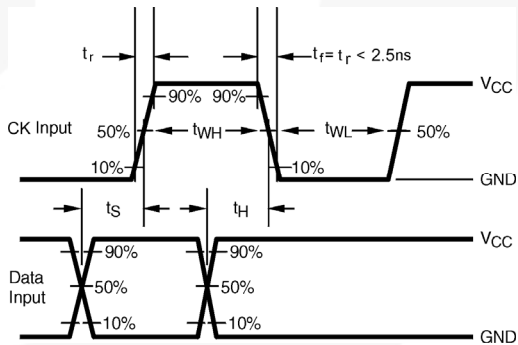 tr
tf = tr < 2.5ns
VCC
90% 90%
CK Input
50%
tWH
tWL
50%
10%
10%
GND
tS
tH
VCC
90%
90%
Data
Input
50%
50%
10%
10%
GND